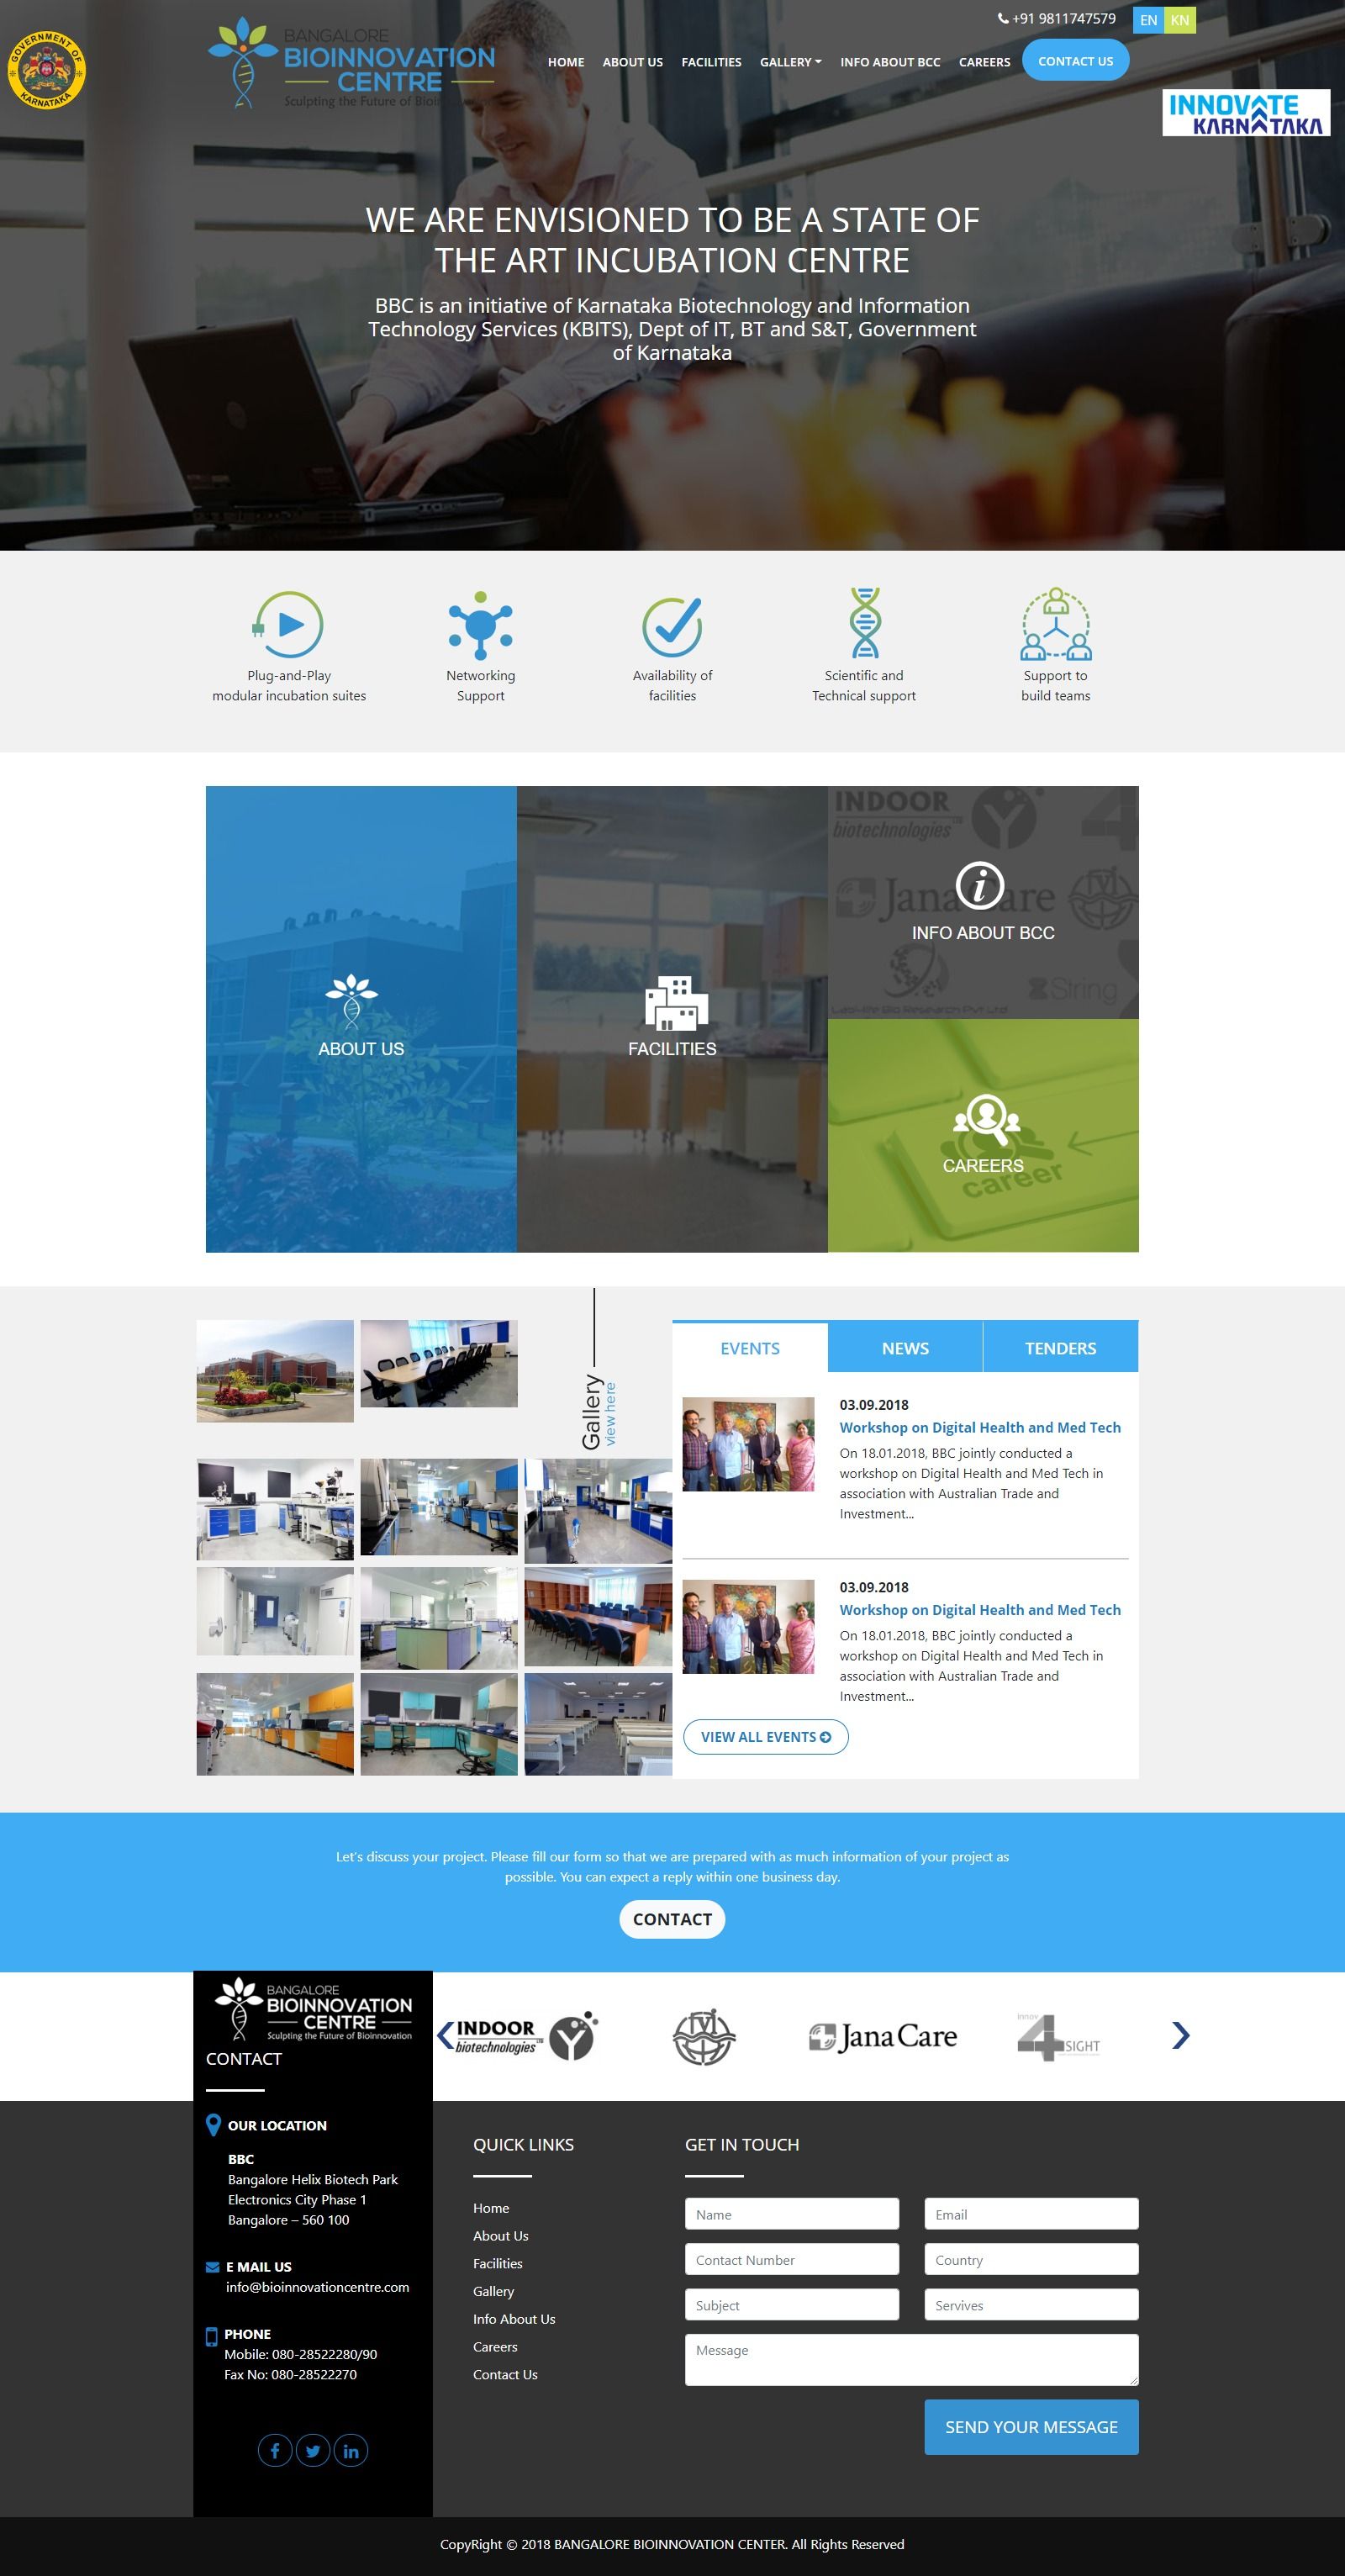 +91 9811747579
EN KN
GOVERNMENT OF
KARNATAKA
BANGALORE
BIOINNOVATION
CENTRE
Sculpting the Future of Bioin
HOME ABOUT US FACILITIES GALLERY INFO ABOUT BCC CAREERS CONTACT US
INNOVATE
KARNATAKA
WE ARE ENVISIONED TO BE A STATE OF
THE ART INCUBATION CENTRE
BBC is an initiative of Karnataka Biotechnology and Information
Technology Services (KBITS), Dept of IT, BT and S&T, Government
of Karnataka
Plug-and-Play
modular incubation suites
Networking
Support
Availability of
facilities
Scientific and
Technical support
Support to
build teams
ABOUT US
FACILITIES
INDOOR
biotechnologies
4
JanaCare
INFO ABOUT BCC
String
CAREERS
career
Gallery
view here
EVENTS NEWS TENDERS
03.09.2018
Workshop on Digital Health and Med Tech
On 18.01.2018, BBC jointly conducted a
workshop on Digital Health and Med Tech in
association with Australian Trade and
Investment...
03.09.2018
Workshop on Digital Health and Med Tech
On 18.01.2018, BBC jointly conducted a
workshop on Digital Health and Med Tech in
association with Australian Trade and
Investment...
VIEW ALL EVENTS
Let's discuss your project. Please fill our form so that we are prepared with as much information of your project as
possible. You can expect a reply within one business day.
CONTACT
BANGALORE
BIOINNOVATION
CENTRE
Sculpting the Future of Bioinnovation
INDOOR
biotechnologies
JanaCare
innov
4SIGHT
CONTACT
OUR LOCATION
BBC
Bangalore Helix Biotech Park
Electronics City Phase 1
Bangalore – 560 100
E MAIL US
info@bioinnovationcentre.com
PHONE
Mobile: 080-28522280/90
Fax No: 080-28522270
QUICK LINKS
Home
About Us
Facilities
Gallery
Info About Us
Careers
Contact Us
GET IN TOUCH
Name
Email
Contact Number
Country
Subject
Servives
Message
SEND YOUR MESSAGE
CopyRight © 2018 BANGALORE BIOINNOVATION CENTER. All Rights Reserved